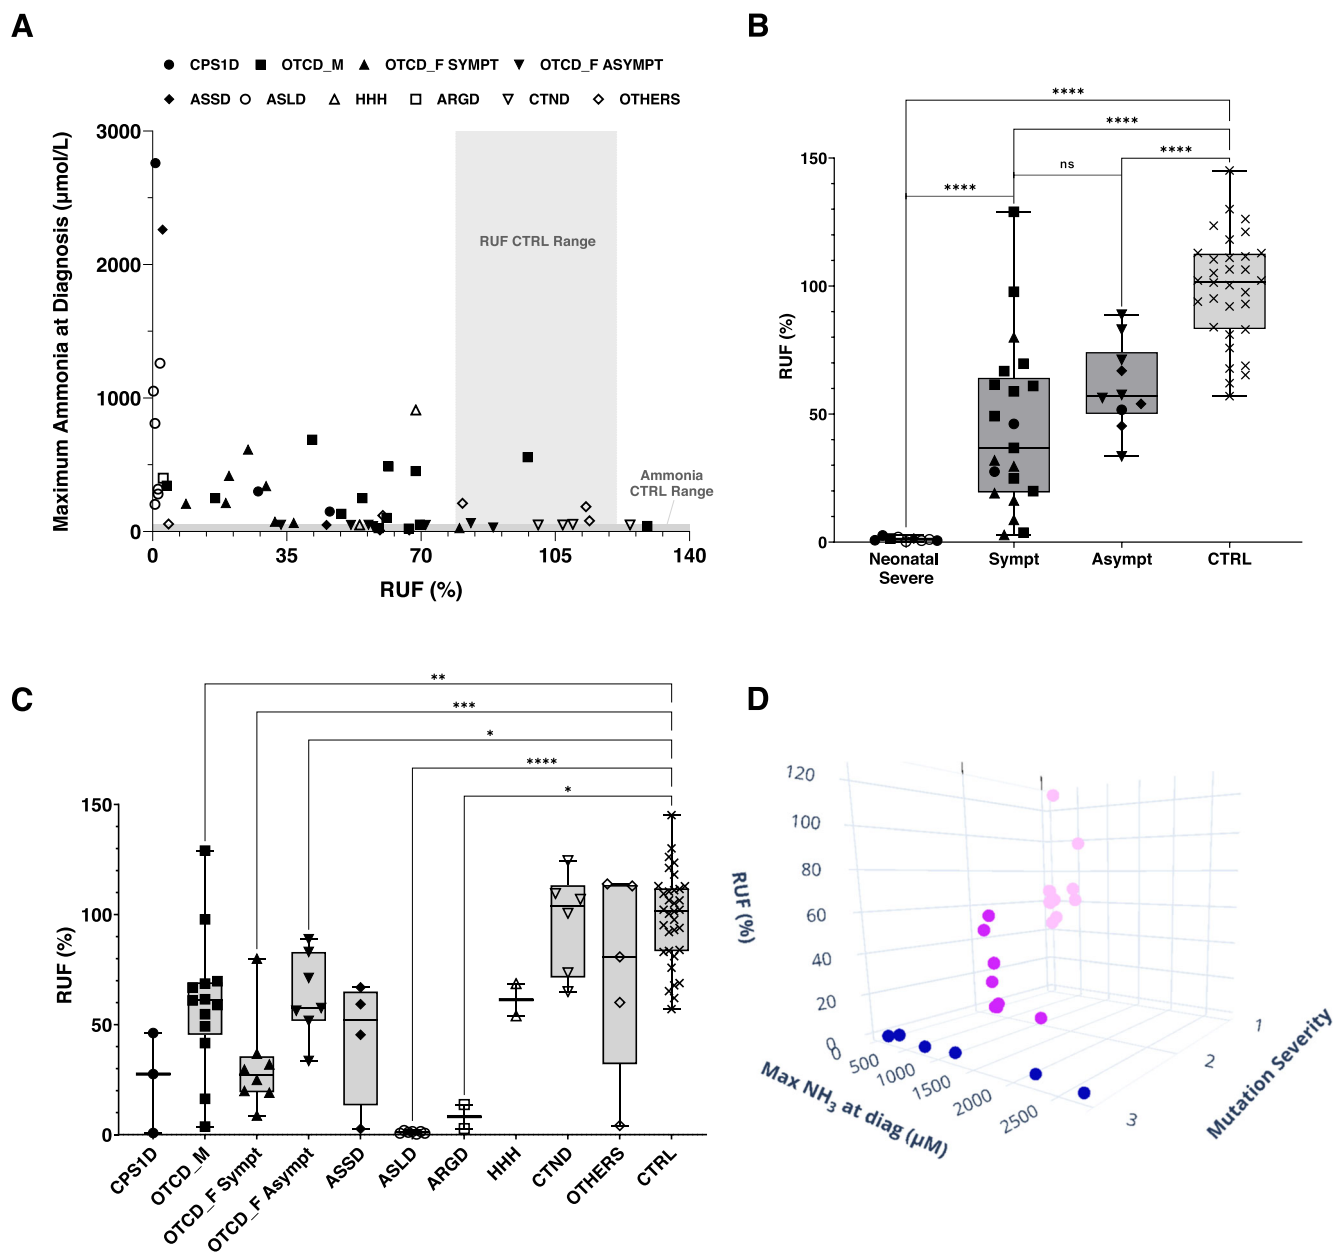 A
CPS1D OTCD_M OTCD_F SYMPT OTCD_F ASYMPT
ASSD ASLD HHH ARGD CTND OTHERS
Maximum Ammonia at Diagnosis (µmol/L)
3000
2000
1000
0
RUF CTRL Range
Ammonia
CTRL Range
0 35 70 105 140
RUF (%)
B
****
****
ns
****
****
RUF (%)
150
100
50
0
Neonatal
Severe
Sympt
Asympt
CTRL
C
**
***
*
****
*
RUF (%)
150
100
50
0
CPS1D
OTCD_M
OTCD_F Sympt
OTCD_F Asympt
ASSD
ASLD
ARGD
HHH
CTND
OTHERS
CTRL
D
RUF (%)
120
100
80
60
40
20
0
0
500
1000
1500
2000
2500
Max NH3 at diag (µM)
1
2
3
Mutation Severity